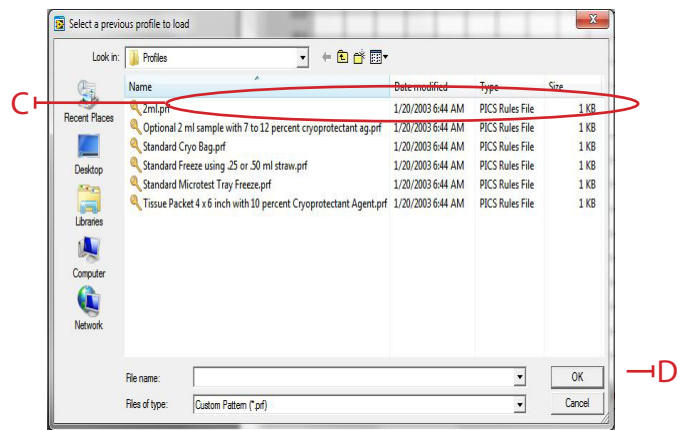 Select a previous profile to load
Look in: Profiles
Name Date modified Type Size
C
2ml.prf 1/20/2003 6:44 AM PICS Rules File 1 KB
Optional 2 ml sample with 7 to 12 percent cryoprotectant ag.prf 1/20/2003 6:44 AM PICS Rules File 1 KB
Standard Cryo Bag.prf 1/20/2003 6:44 AM PICS Rules File 1 KB
Standard Freeze using .25 or .50 ml straw.prf 1/20/2003 6:44 AM PICS Rules File 1 KB
Standard Microtest Tray Freeze.prf 1/20/2003 6:44 AM PICS Rules File 1 KB
Tissue Packet 4 x 6 inch with 10 percent Cryoprotectant Agent.prf 1/20/2003 6:44 AM PICS Rules File 1 KB
Recent Places
Desktop
Libraries
Computer
Network
File name: OK
D
Files of type: Custom Pattern (*.prf) Cancel